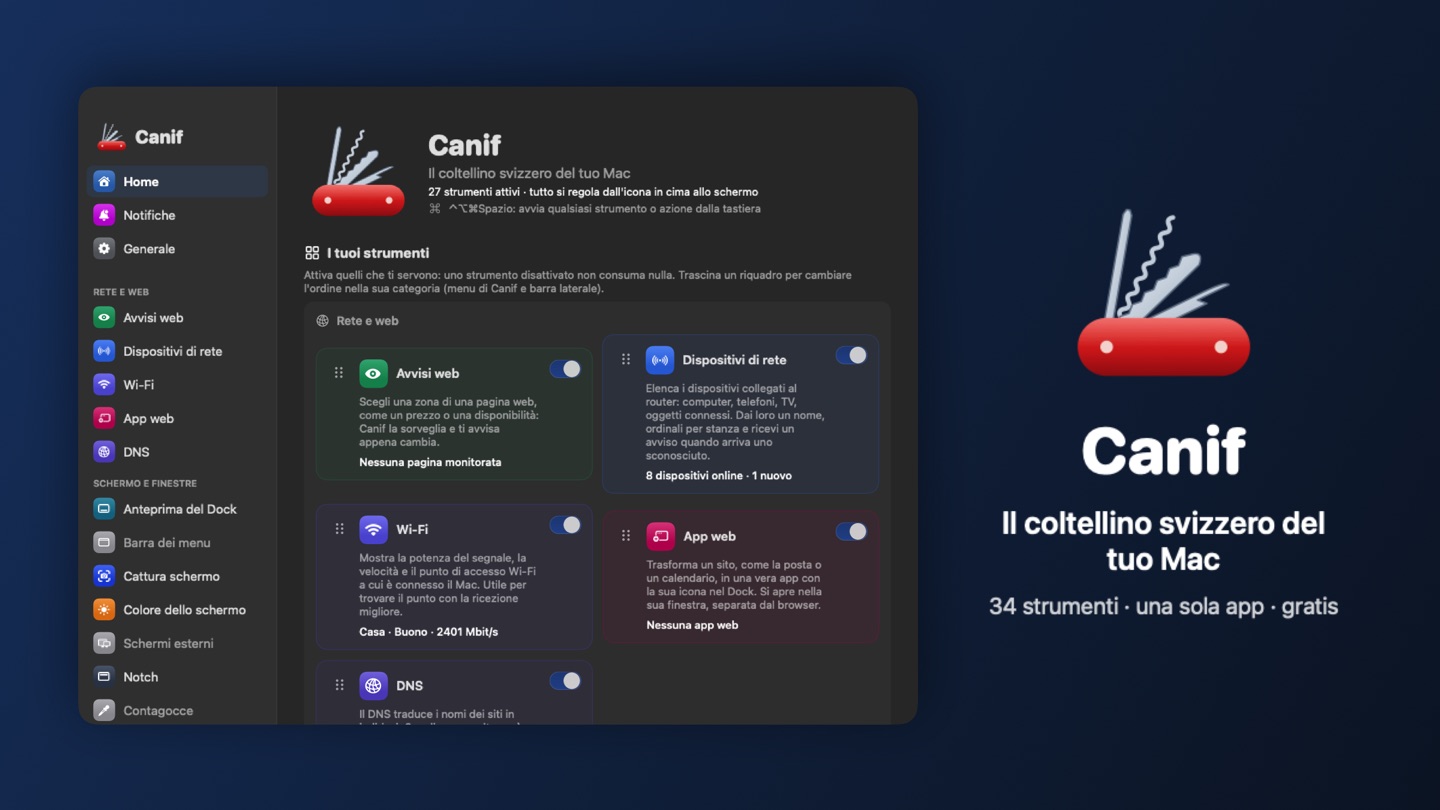 Canif
Home
Notifiche
Generale
RETE E WEB
Avvisi web
Dispositivi di rete
Wi-Fi
App web
DNS
SCHERMO E FINESTRE
Anteprima del Dock
Barra dei menu
Cattura schermo
Colore dello schermo
Schermi esterni
Notch
Contagocce
Canif
Il coltellino svizzero del tuo Mac
27 strumenti attivi · tutto si regola dall'icona in cima allo schermo
⌘ ^⌥⌘Spazio: avvia qualsiasi strumento o azione dalla tastiera
I tuoi strumenti
Attiva quelli che ti servono: uno strumento disattivato non consuma nulla. Trascina un riquadro per cambiare
l'ordine nella sua categoria (menu di Canif e barra laterale).
Rete e web
Avvisi web
Scegli una zona di una pagina web,
come un prezzo o una disponibilità:
Canif la sorveglia e ti avvisa
appena cambia.
Nessuna pagina monitorata
Dispositivi di rete
Elenca i dispositivi collegati al
router: computer, telefoni, TV,
oggetti connessi. Dai loro un nome,
ordinali per stanza e ricevi un
avviso quando arriva uno
sconosciuto.
8 dispositivi online · 1 nuovo
Wi-Fi
Mostra la potenza del segnale, la
velocità e il punto di accesso Wi-Fi
a cui è connesso il Mac. Utile per
trovare il punto con la ricezione
migliore.
Casa · Buono · 2401 Mbit/s
App web
Trasforma un sito, come la posta o
un calendario, in una vera app con
la sua icona nel Dock. Si apre nella
sua finestra, separata dal browser.
Nessuna app web
DNS
Il DNS traduce i nomi dei siti in
Canif
Il coltellino svizzero del
tuo Mac
34 strumenti · una sola app · gratis